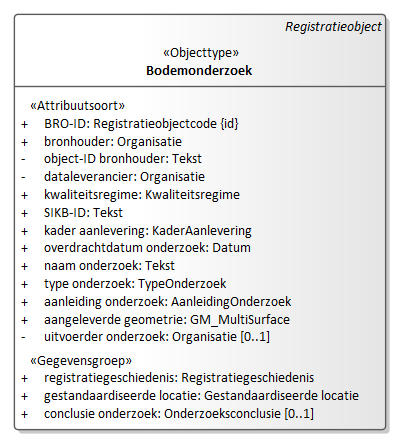 Registratieobject
«Objecttype»
Bodemonderzoek
«Attribuutsoort»
+ BRO-ID: Registratieobjectcode {id}
+ bronhouder: Organisatie
- object-ID bronhouder: Tekst
- dataleverancier: Organisatie
+ kwaliteitsregime: Kwaliteitsregime
+ SIKB-ID: Tekst
+ kader aanlevering: KaderAanlevering
+ overdrachtdatum onderzoek: Datum
+ naam onderzoek: Tekst
+ type onderzoek: TypeOnderzoek
+ aanleiding onderzoek: AanleidingOnderzoek
+ aangeleverde geometrie: GM_MultiSurface
- uitvoerder onderzoek: Organisatie [0..1]
«Gegevensgroep»
+ registratiegeschiedenis: Registratiegeschiedenis
+ gestandaardiseerde locatie: Gestandaardiseerde locatie
+ conclusie onderzoek: Onderzoeksconclusie [0..1]